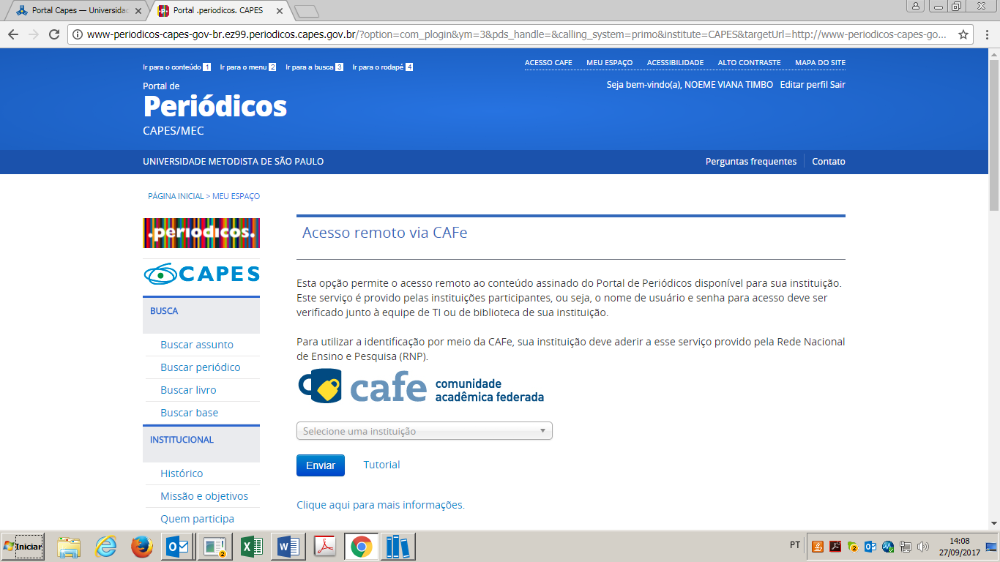 Portal Capes — Universidad
Portal .periodicos. CAPES
www-periodicos-capes-gov-br.ez99.periodicos.capes.gov.br/?option=com_plogin&ym=3&pds_handle=&calling_system=primo&institute=CAPES&targetUrl=http://www-periodicos-capes-go...
Ir para o conteúdo 1 Ir para o menu 2 Ir para a busca 3 Ir para o rodapé 4
ACESSO CAFE MEU ESPAÇO ACESSIBILIDADE ALTO CONTRASTE MAPA DO SITE
Portal de
Periódicos
CAPES/MEC
Seja bem-vindo(a), NOEME VIANA TIMBO Editar perfil Sair
UNIVERSIDADE METODISTA DE SÃO PAULO
Perguntas frequentes Contato
PÁGINA INICIAL > MEU ESPAÇO
.periodicos.
CAPES
BUSCA
Buscar assunto
Buscar periódico
Buscar livro
Buscar base
INSTITUCIONAL
Histórico
Missão e objetivos
Quem participa
Acesso remoto via CAFe
Esta opção permite o acesso remoto ao conteúdo assinado do Portal de Periódicos disponível para sua instituição.
Este serviço é provido pelas instituições participantes, ou seja, o nome de usuário e senha para acesso deve ser
verificado junto à equipe de TI ou de biblioteca de sua instituição.
Para utilizar a identificação por meio da CAFe, sua instituição deve aderir a esse serviço provido pela Rede Nacional
de Ensino e Pesquisa (RNP).
cafe comunidade
acadêmica federada
Selecione uma instituição
Enviar Tutorial
Clique aqui para mais informações.
Iniciar
2
PT
2
14:08
27/09/2017